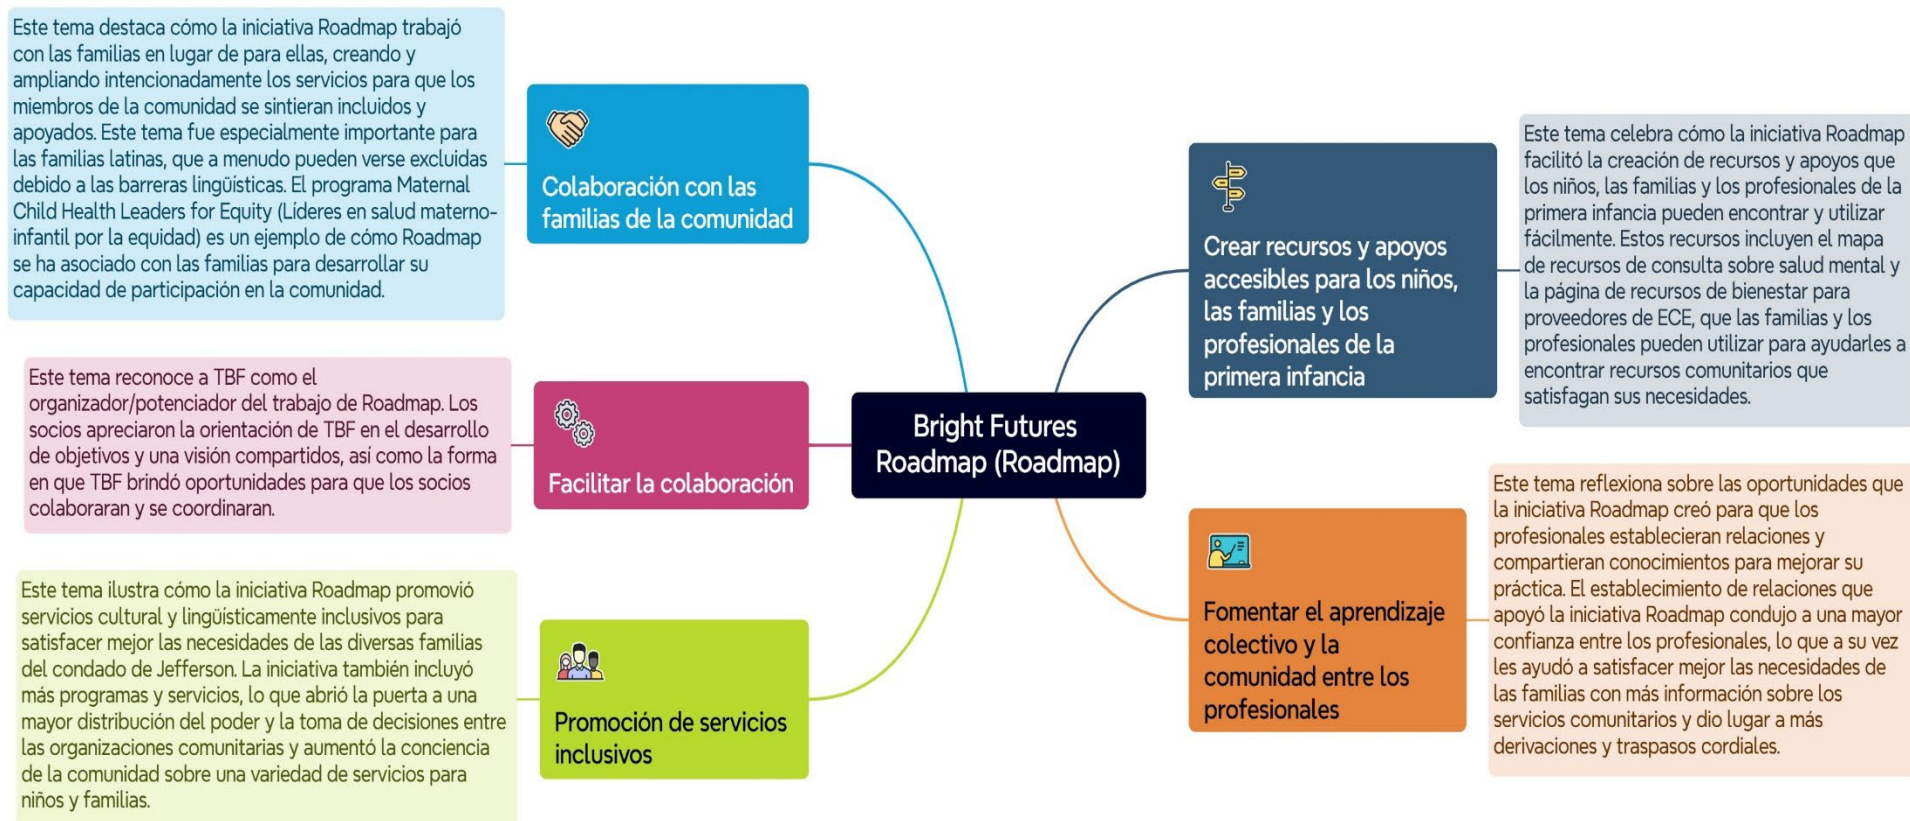 Este tema destaca cómo la iniciativa Roadmap trabajó
con las familias en lugar de para ellas, creando y
ampliando intencionadamente los servicios para que los
miembros de la comunidad se sintieran incluidos y
apoyados. Este tema fue especialmente importante para
las familias latinas, que a menudo pueden verse excluidas
debido a las barreras lingüísticas. El programa Maternal
Child Health Leaders for Equity (Líderes en salud materno-
infantil por la equidad) es un ejemplo de cómo Roadmap
se ha asociado con las familias para desarrollar su
capacidad de participación en la comunidad.
Colaboración con las
familias de la comunidad
Este tema reconoce a TBF como el
organizador/potenciador del trabajo de Roadmap. Los
socios apreciaron la orientación de TBF en el desarrollo
de objetivos y una visión compartidos, así como la forma
en que TBF brindó oportunidades para que los socios
colaboraran y se coordinaran.
Facilitar la colaboración
Este tema ilustra cómo la iniciativa Roadmap promovió
servicios cultural y lingüísticamente inclusivos para
satisfacer mejor las necesidades de las diversas familias
del condado de Jefferson. La iniciativa también incluyó
más programas y servicios, lo que abrió la puerta a una
mayor distribución del poder y la toma de decisiones entre
las organizaciones comunitarias y aumentó la conciencia
de la comunidad sobre una variedad de servicios para
niños y familias.
Promoción de servicios
inclusivos
Bright Futures
Roadmap (Roadmap)
Crear recursos y apoyos
accesibles para los niños,
las familias y los
profesionales de la
primera infancia
Este tema celebra cómo la iniciativa Roadmap
facilitó la creación de recursos y apoyos que
los niños, las familias y los profesionales de la
primera infancia pueden encontrar y utilizar
fácilmente. Estos recursos incluyen el mapa
de recursos de consulta sobre salud mental y
la página de recursos de bienestar para
proveedores de ECE, que las familias y los
profesionales pueden utilizar para ayudarles a
encontrar recursos comunitarios que
satisfagan sus necesidades.
Fomentar el aprendizaje
colectivo y la
comunidad entre los
profesionales
Este tema reflexiona sobre las oportunidades que
la iniciativa Roadmap creó para que los
profesionales establecieran relaciones y
compartieran conocimientos para mejorar su
práctica. El establecimiento de relaciones que
apoyó la iniciativa Roadmap condujo a una mayor
confianza entre los profesionales, lo que a su vez
les ayudó a satisfacer mejor las necesidades de
las familias con más información sobre los
servicios comunitarios y dio lugar a más
derivaciones y traspasos cordiales.